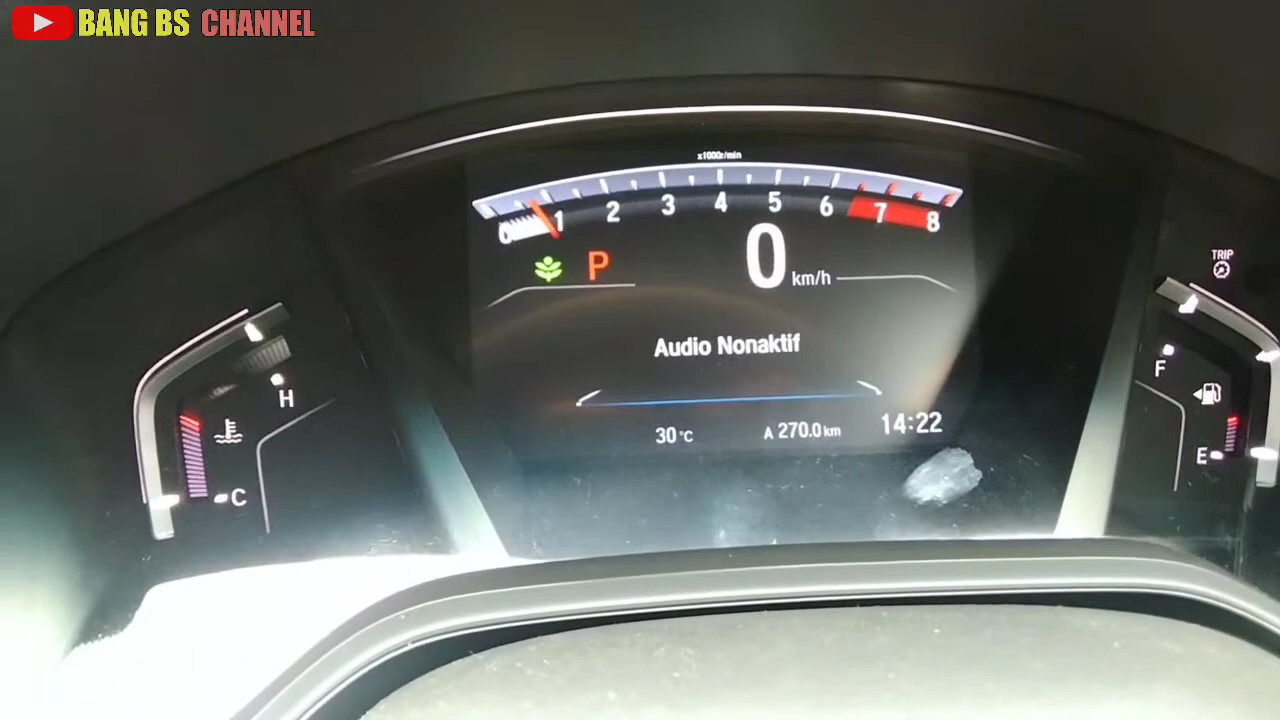 BANG BS CHANNEL
x1000r/min
0 1 2 3 4 5 6 7 8
P 0 km/h
TRIP
Audio Nonaktif
H
F
30°C A 270.0 km 14:22
C
E